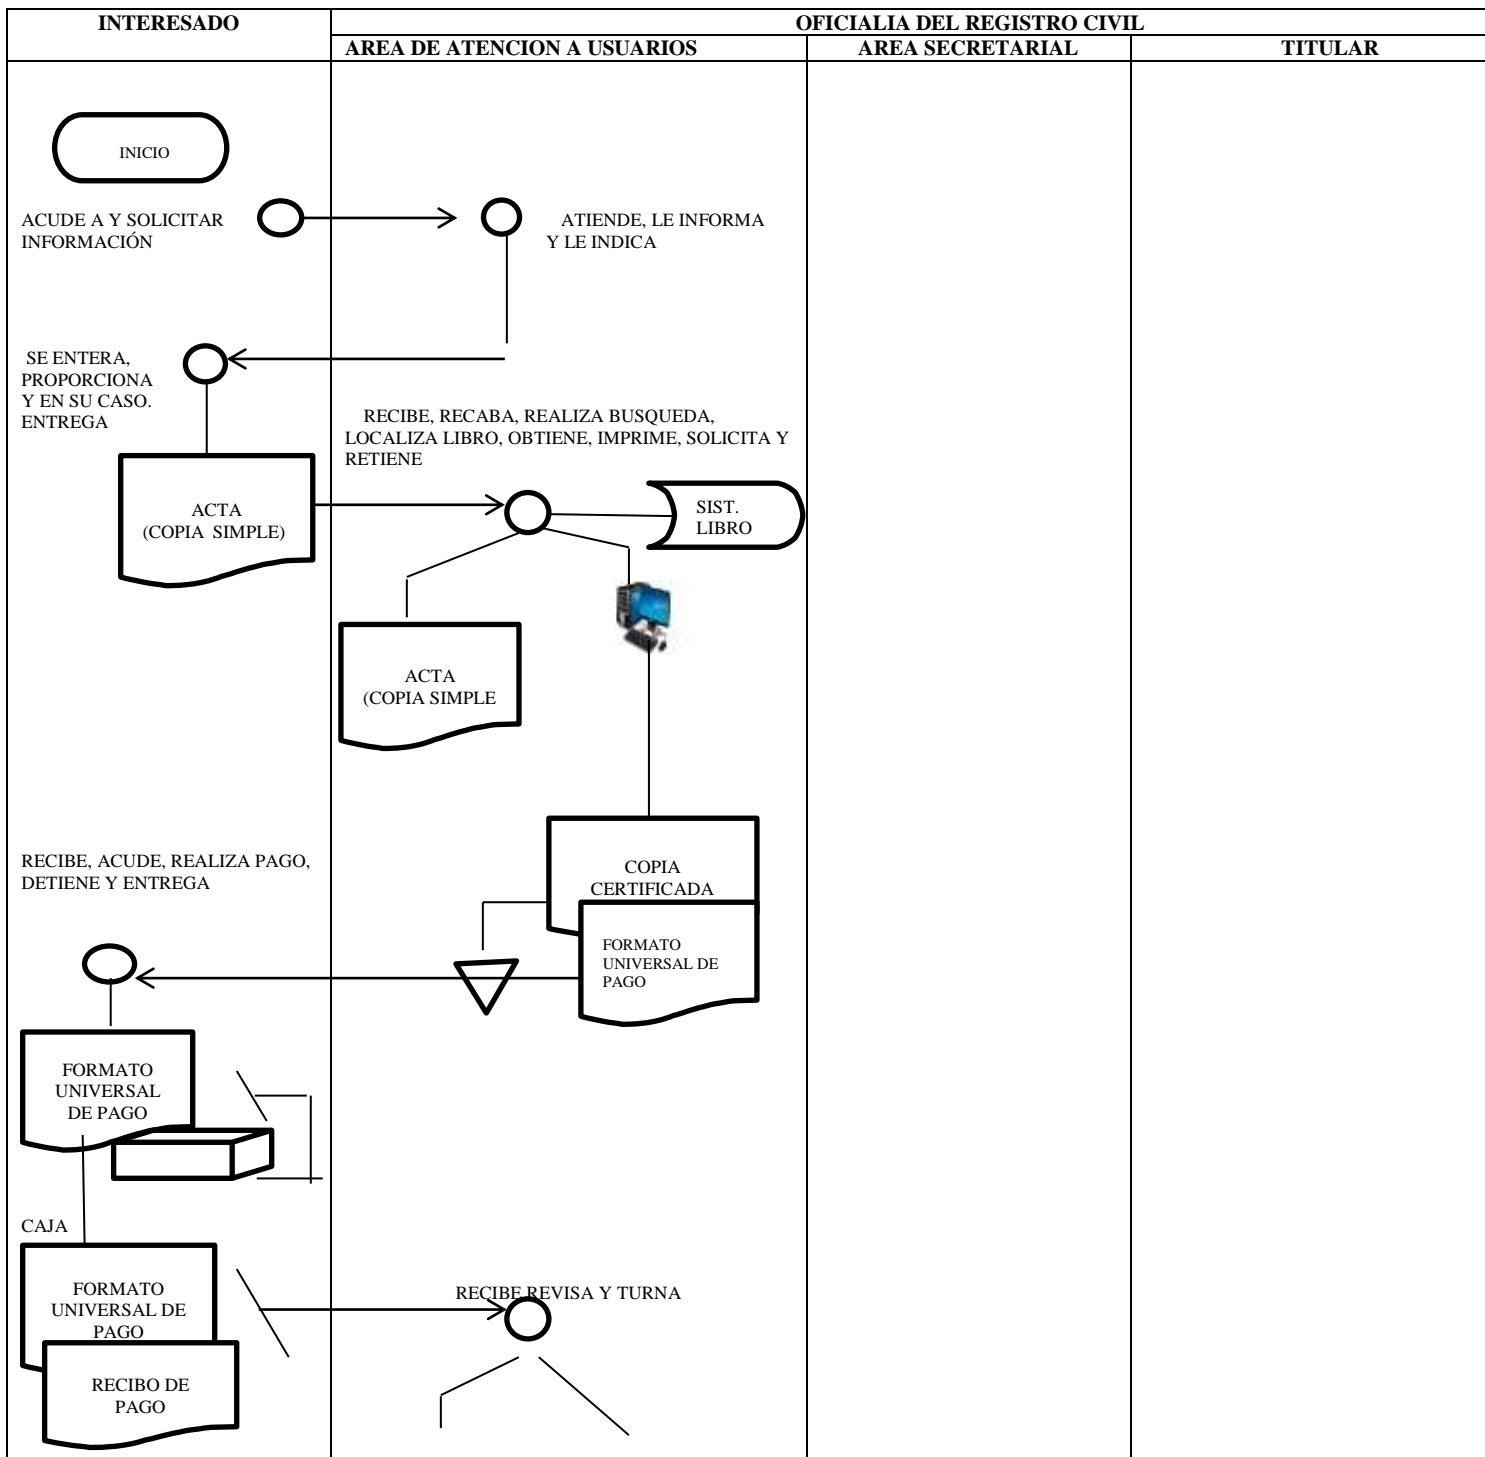 INTERESADO
OFICIALIA DEL REGISTRO CIVIL
AREA DE ATENCION A USUARIOS
AREA SECRETARIAL
TITULAR
INICIO
ACUDE A Y SOLICITAR
INFORMACIÓN
ATIENDE, LE INFORMA
Y LE INDICA
SE ENTERA,
PROPORCIONA
Y EN SU CASO.
ENTREGA
RECIBE, RECABA, REALIZA BUSQUEDA,
LOCALIZA LIBRO, OBTIENE, IMPRIME, SOLICITA Y
RETIENE
ACTA
(COPIA SIMPLE)
SIST.
LIBRO
ACTA
(COPIA SIMPLE
COPIA
CERTIFICADA
RECIBE, ACUDE, REALIZA PAGO,
DETIENE Y ENTREGA
FORMATO
UNIVERSAL DE
PAGO
FORMATO
UNIVERSAL
DE PAGO
CAJA
FORMATO
UNIVERSAL DE
PAGO
RECIBE REVISA Y TURNA
RECIBO DE
PAGO